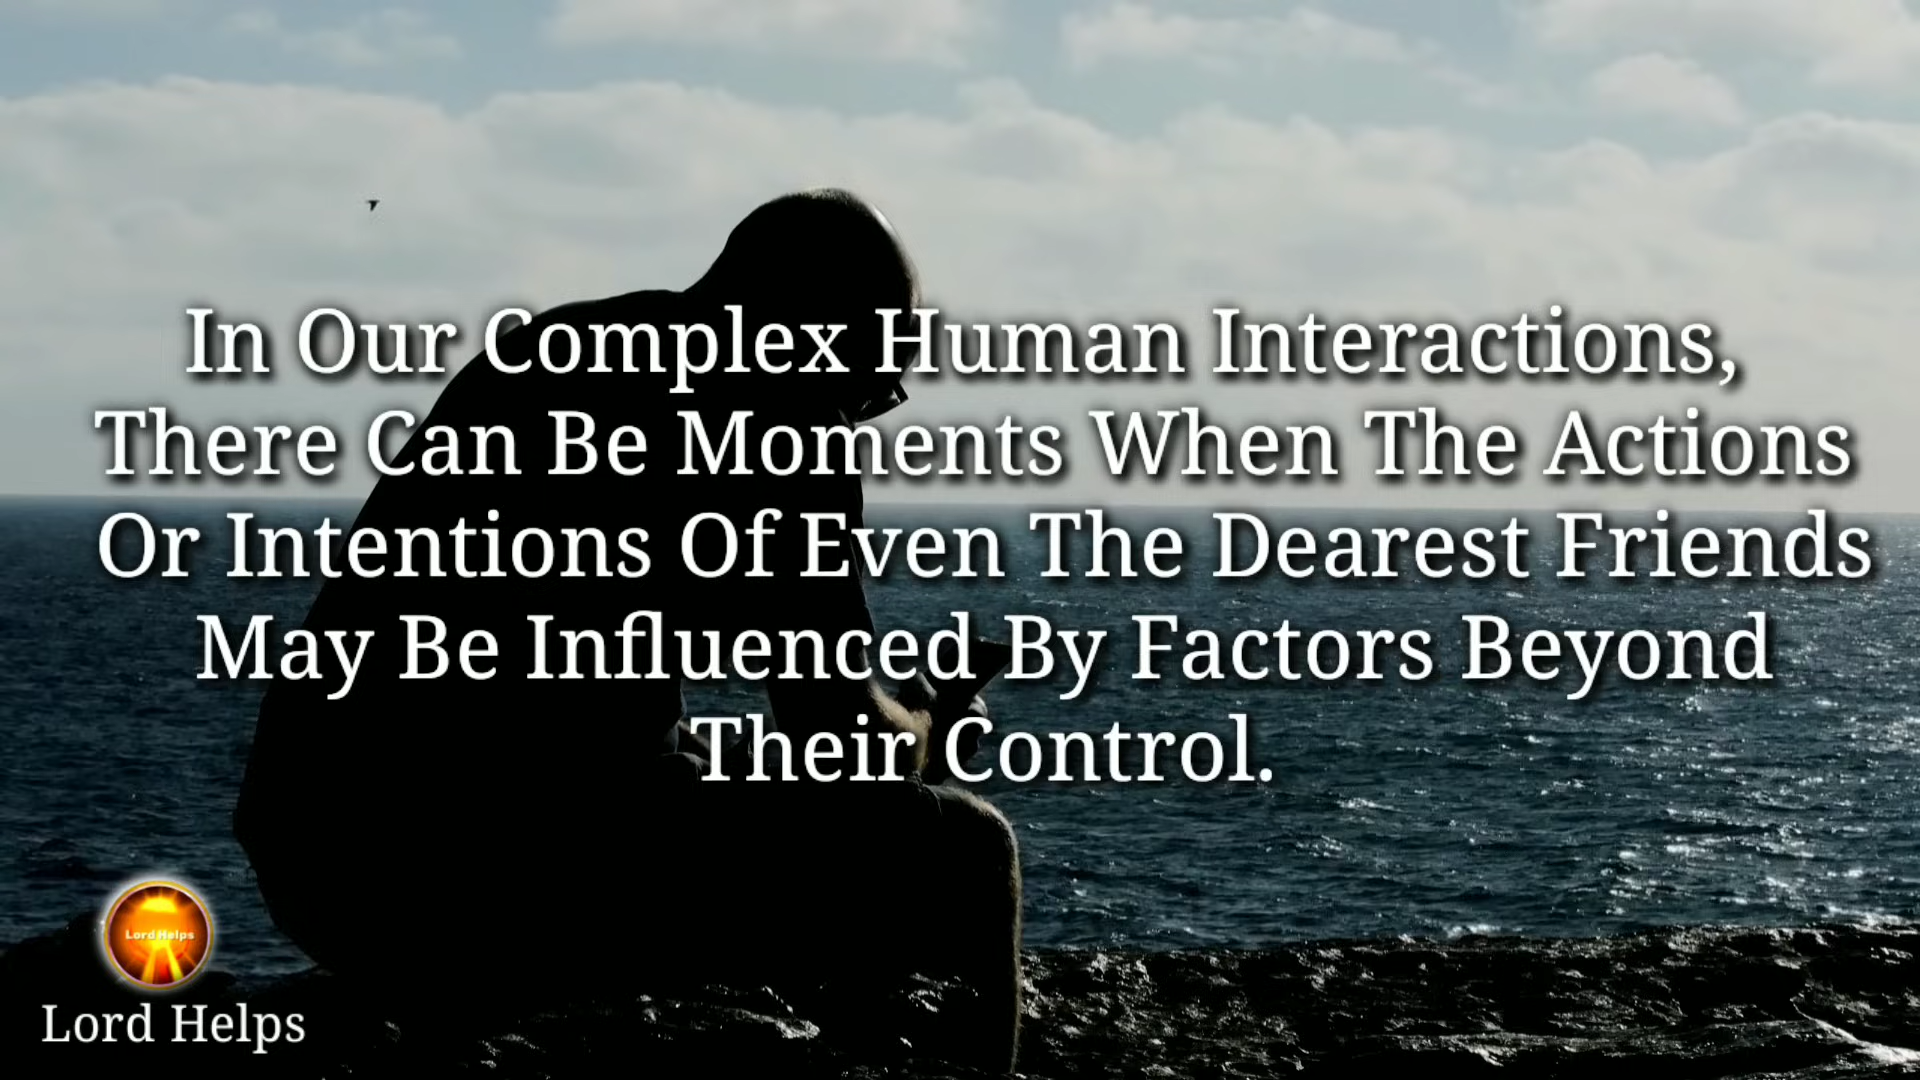 In Our Complex Human Interactions,
There Can Be Moments When The Actions
Or Intentions Of Even The Dearest Friends
May Be Influenced By Factors Beyond
Their Control.
Lord Helps
Lord Helps